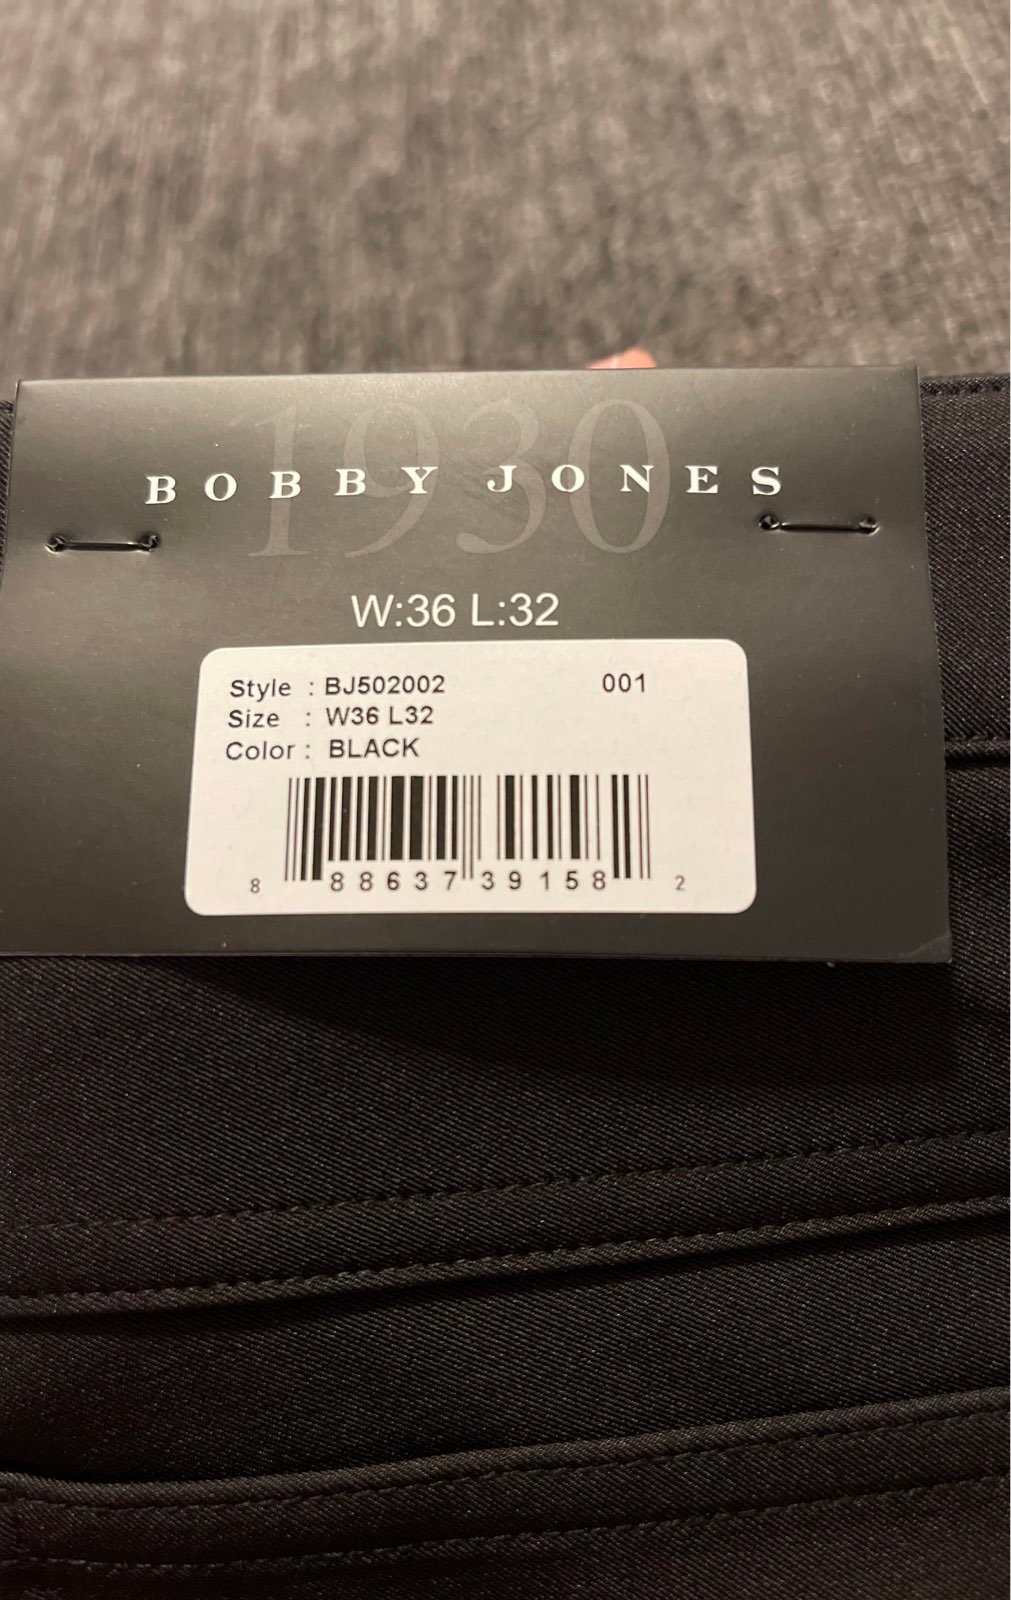 1930
BOBBY JONES
W:36 L:32
Style : BJ502002 001
Size : W36 L32
Color : BLACK
8 88637 39158 2